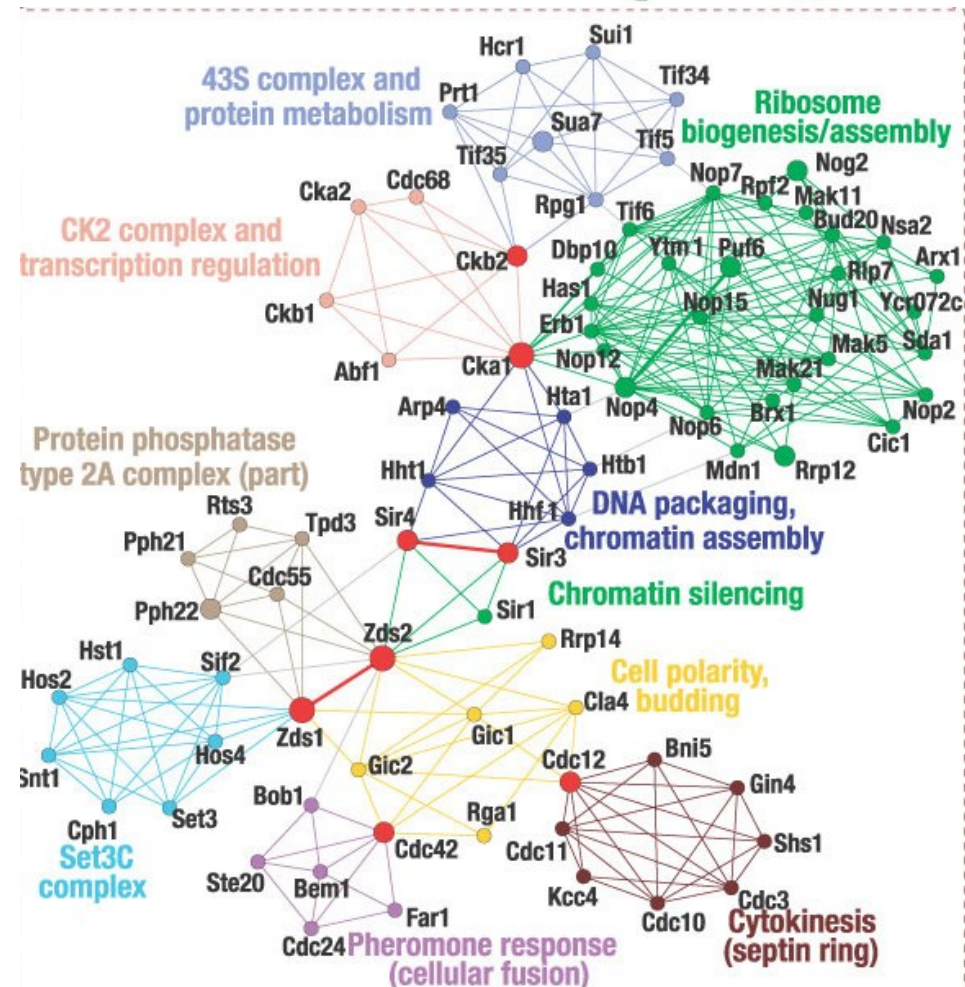 Sui1
Hcr1
43S complex and
protein metabolism
Tif34
Prt1
Ribosome
biogenesis/assembly
Sua7
Tif5
Tif35
Nop7
Nog2
Rpf2
Mak11
Cka2
Cdc68
Rpg1
Tif6
Bud20
Nsa2
CK2 complex and
transcription regulation
Ckb2
Dbp10
Ytm1
Puf6
Arx1
Rlp7
Has1
Nop15
Nug1
Ycr072c
Ckb1
Erb1
Mak5
Sda1
Abf1
Cka1
Nop12
Mak21
Arp4
Hta1
Nop4
Brx1
Nop2
Nop6
Cic1
Protein phosphatase
type 2A complex (part)
Hht1
Htb1
Mdn1
Rrp12
Rts3
Tpd3
Sir4
Hhf1
DNA packaging,
chromatin assembly
Pph21
Sir3
Cdc55
Chromatin silencing
Pph22
Sir1
Zds2
Rrp14
Hst1
Sif2
Cell polarity,
budding
Hos2
Cla4
Zds1
Gic1
Snt1
Hos4
Gic2
Cdc12
Bni5
Gin4
Bob1
Cph1
Set3
Rga1
Cdc42
Cdc11
Shs1
Set3C
complex
Ste20
Bem1
Kcc4
Cdc3
Far1
Cdc10
Cytokinesis
(septin ring)
Cdc24
Pheromone response
(cellular fusion)